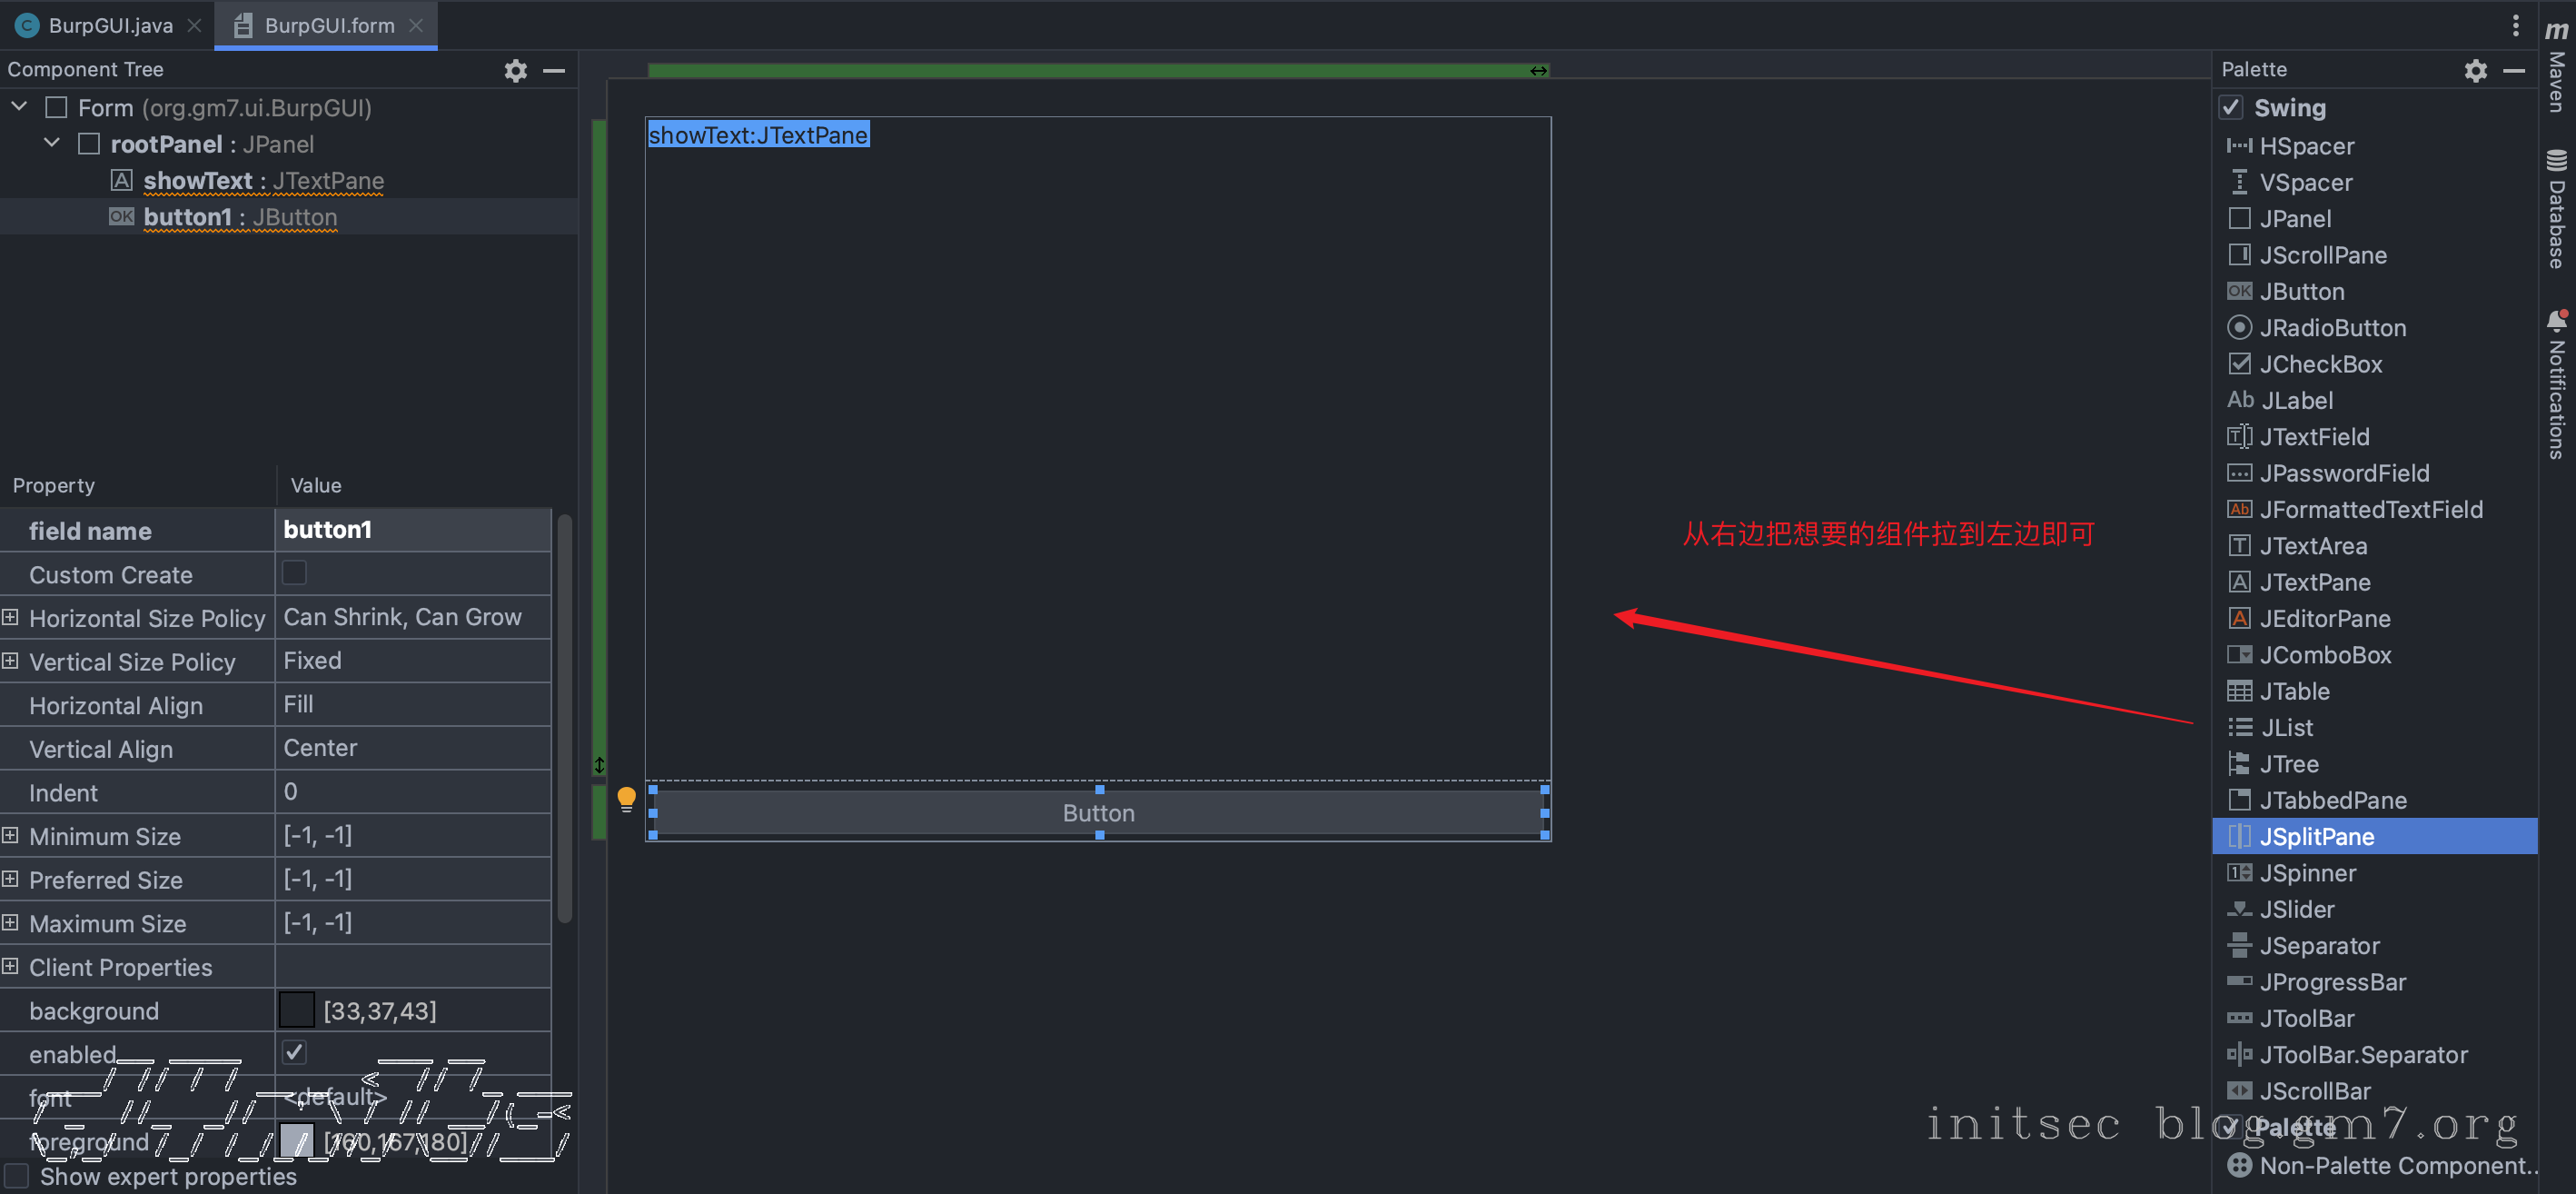 BurpGUI.java
BurpGUI.form
Component Tree
Form (org.gm7.ui.BurpGUI)
rootPanel : JPanel
showText : JTextPane
button1 : JButton
Property Value
field name button1
Custom Create
Horizontal Size Policy Can Shrink, Can Grow
Vertical Size Policy Fixed
Horizontal Align Fill
Vertical Align Center
Indent 0
Minimum Size [-1, -1]
Preferred Size [-1, -1]
Maximum Size [-1, -1]
Client Properties
background [33,37,43]
enabled
font <default>
foreground [160,167,180]
Show expert properties
showText:JTextPane
Button
从右边把想要的组件拉到左边即可
Palette
Swing
HSpacer
VSpacer
JPanel
JScrollPane
JButton
JRadioButton
JCheckBox
Ab JLabel
JTextField
JPasswordField
JFormattedTextField
JTextArea
JTextPane
JEditorPane
JComboBox
JTable
JList
JTree
JTabbedPane
JSplitPane
JSpinner
JSlider
JSeparator
JProgressBar
JToolBar
JToolBar.Separator
JScrollBar
Palette
Non-Palette Component..
initsec blog.gm7.org
Maven
Database
Notifications